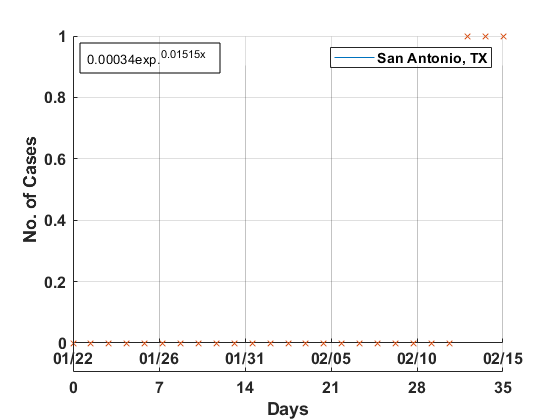 0.00034exp.^0.01515x
San Antonio, TX
1
0.8
0.6
0.4
0.2
0
No. of Cases
01/22 01/26 01/31 02/05 02/10 02/15
0 7 14 21 28 35
Days